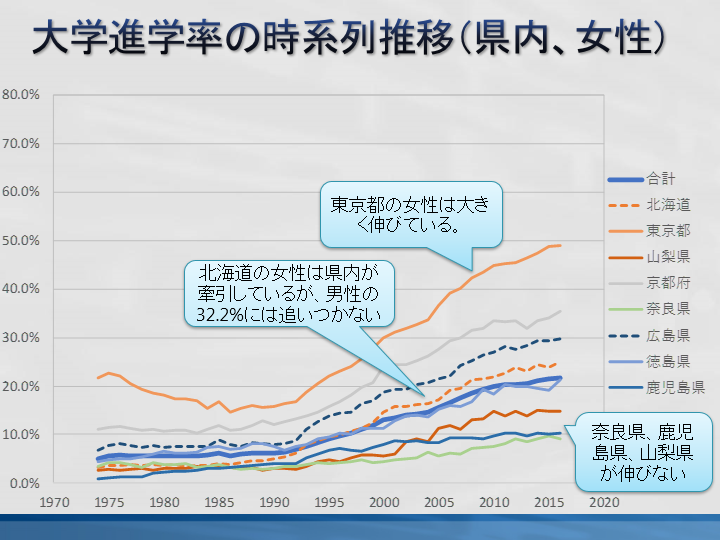 大学進学率の時系列推移（県内、女性）
80.0%
70.0%
60.0%
50.0%
40.0%
30.0%
20.0%
10.0%
0.0%
1970
1975
1980
1985
1990
1995
2000
2005
2010
2015
2020
東京都の女性は大き
く伸びている。
北海道の女性は県内が
牽引しているが、男性の
32.2%には追いつかない
奈良県、鹿児
島県、山梨県
が伸びない
合計
北海道
東京都
山梨県
京都府
奈良県
広島県
徳島県
鹿児島県